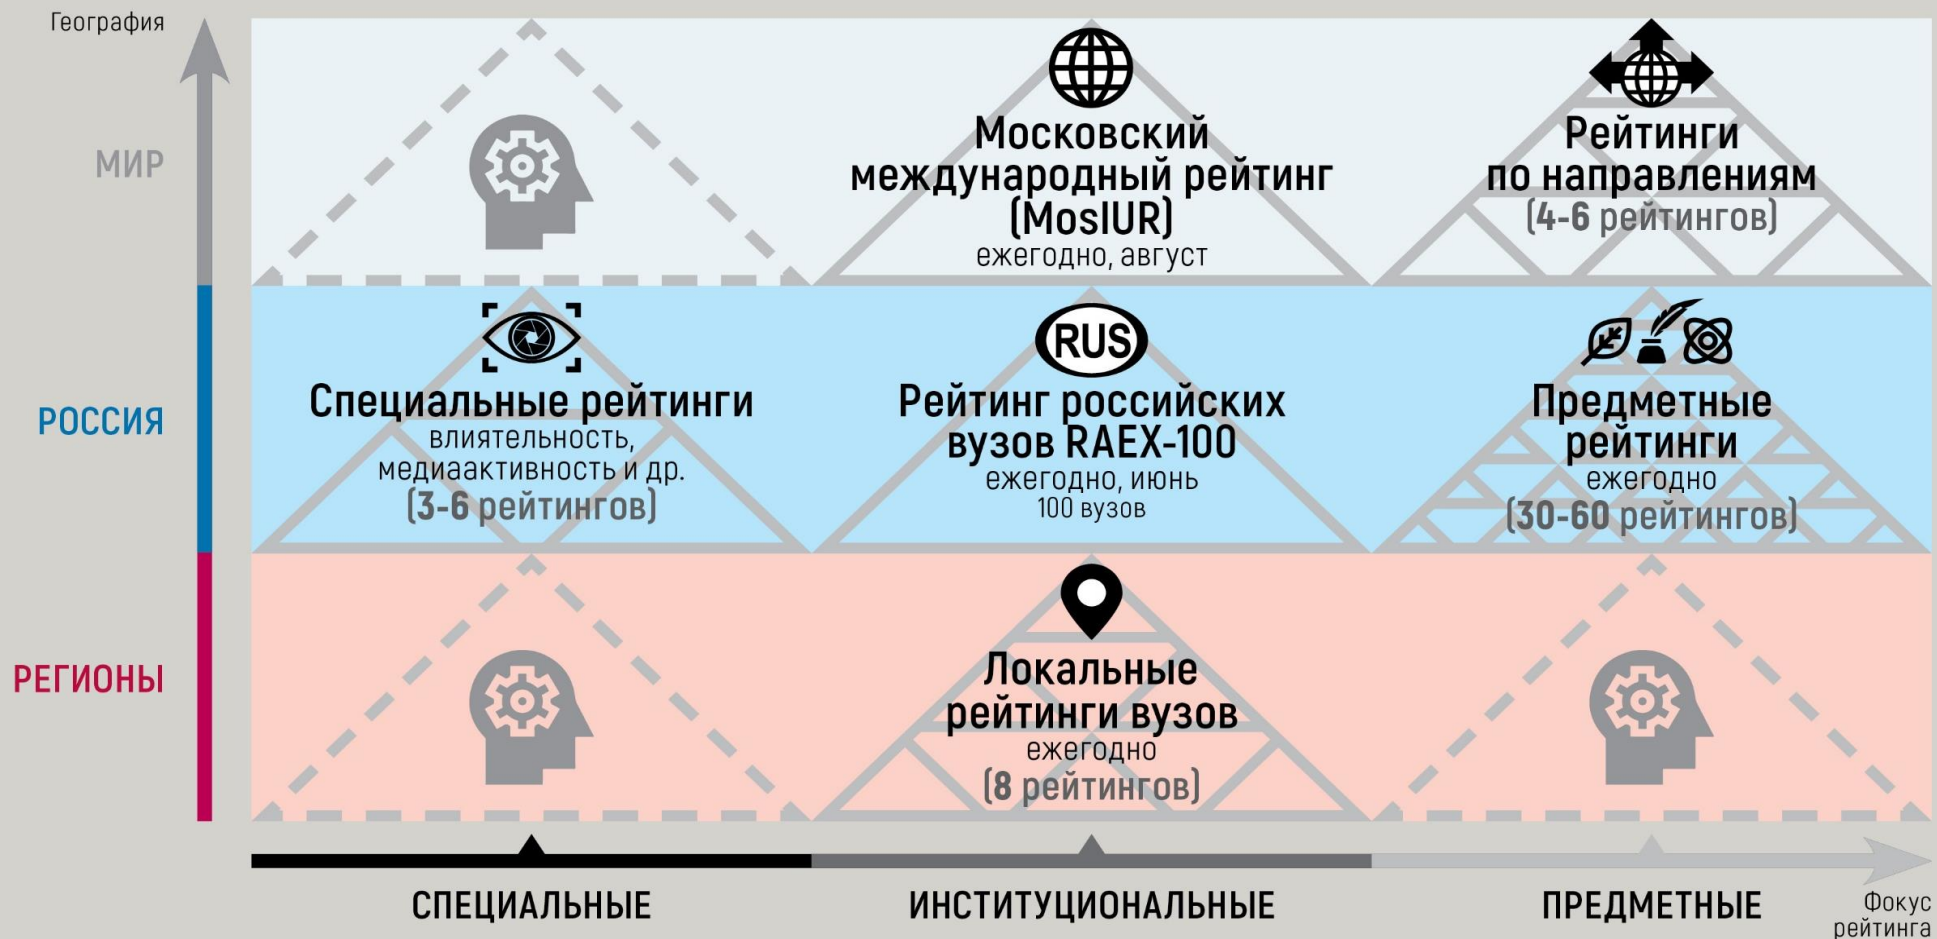 География
МИР
Московский
международный рейтинг
(MosIUR)
ежегодно, август
Рейтинги
по направлениям
(4-6 рейтингов)
РОССИЯ
Специальные рейтинги
влиятельность,
медиаактивность и др.
(3-6 рейтингов)
RUS
Рейтинг российских
вузов RAEX-100
ежегодно, июнь
100 вузов
Предметные
рейтинги
ежегодно
(30-60 рейтингов)
РЕГИОНЫ
Локальные
рейтинги вузов
ежегодно
(8 рейтингов)
СПЕЦИАЛЬНЫЕ
ИНСТИТУЦИОНАЛЬНЫЕ
ПРЕДМЕТНЫЕ
Фокус
рейтинга